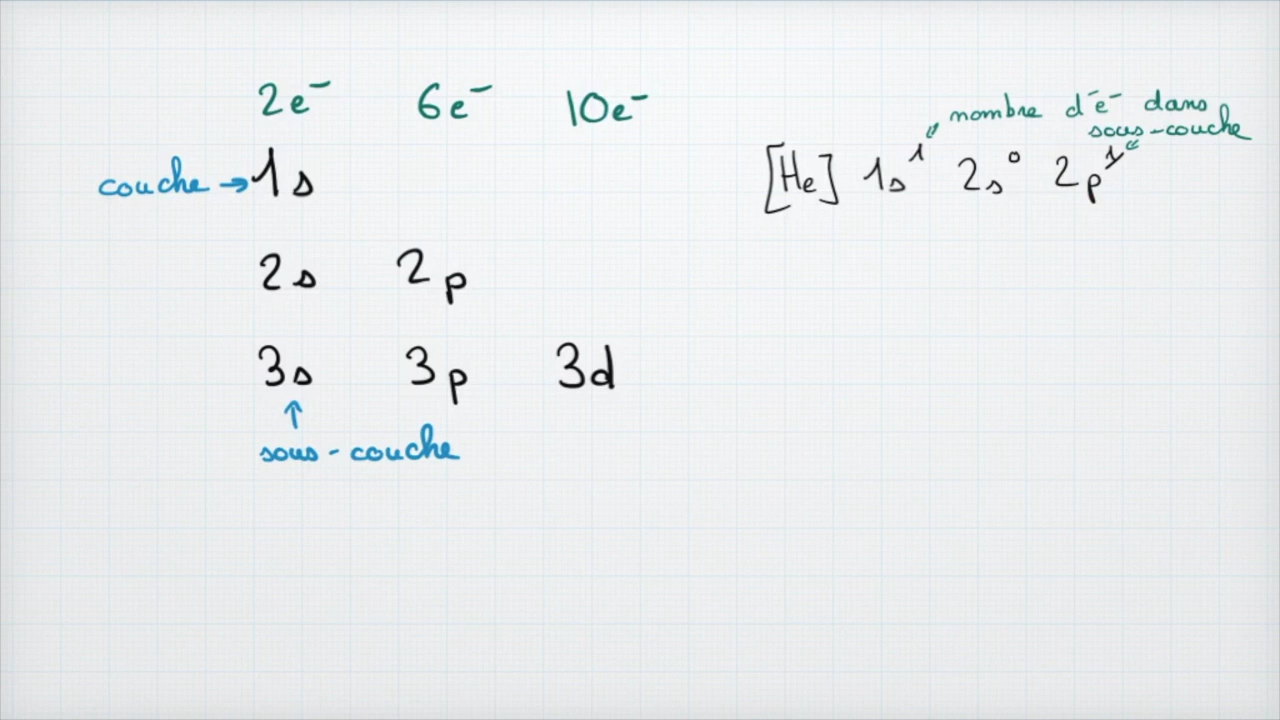 2e⁻ 6e⁻ 10e⁻
couche → 1s
2s 2p
3s 3p 3d
↑
sous-couche
nombre d'e⁻ dans
sous-couche
[He] 1s¹ 2s⁰ 2p¹